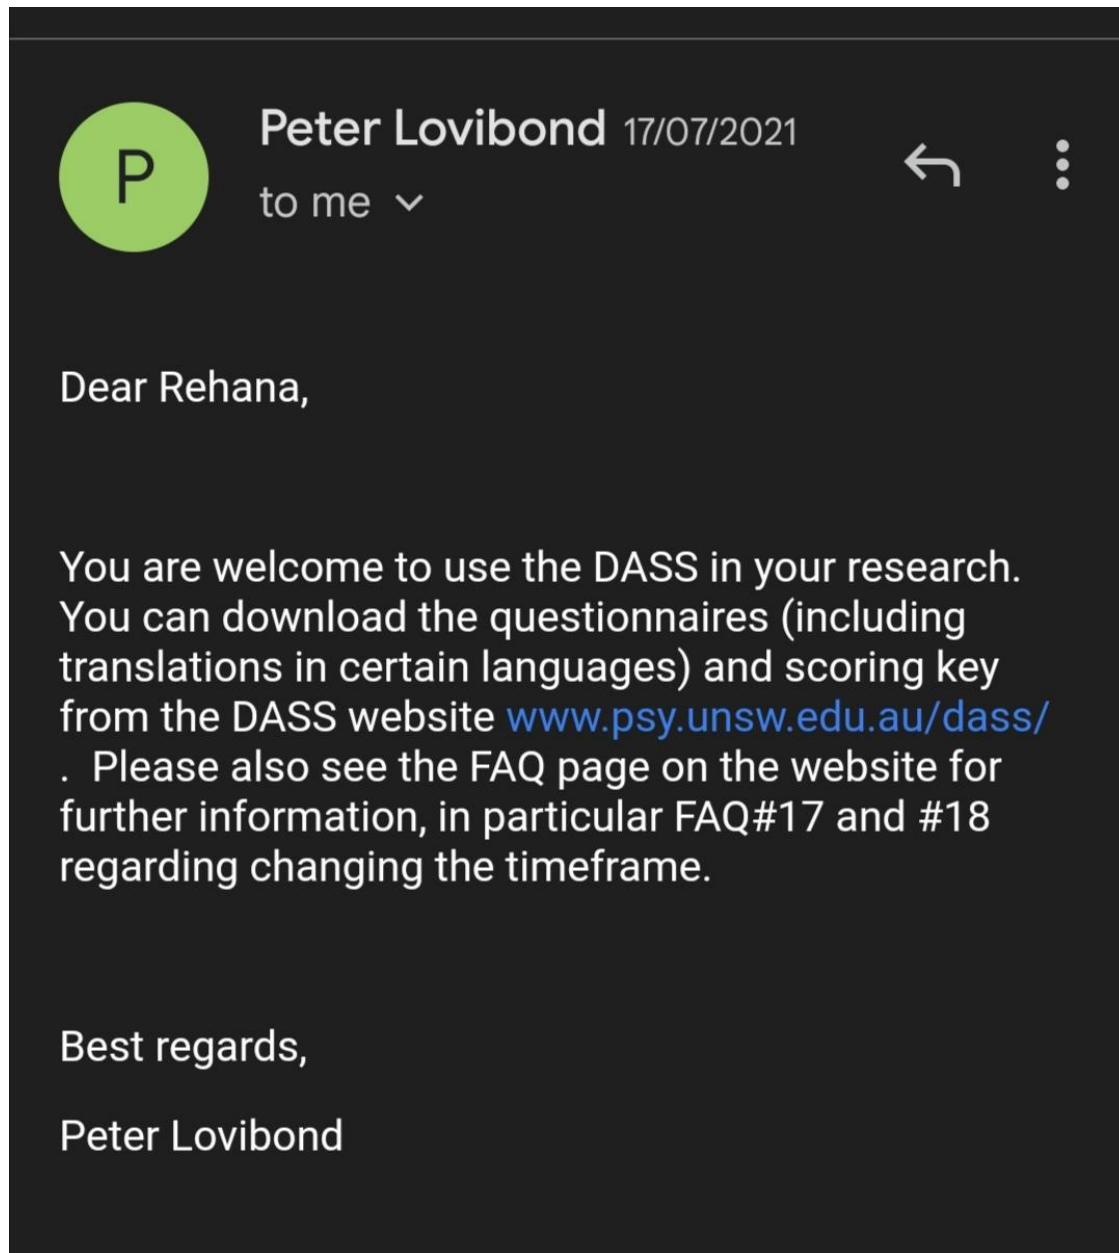 P
Peter Lovibond 17/07/2021
to me
Dear Rehana,
You are welcome to use the DASS in your research.
You can download the questionnaires (including
translations in certain languages) and scoring key
from the DASS website www.psy.unsw.edu.au/dass/
.  Please also see the FAQ page on the website for
further information, in particular FAQ#17 and #18
regarding changing the timeframe.
Best regards,
Peter Lovibond